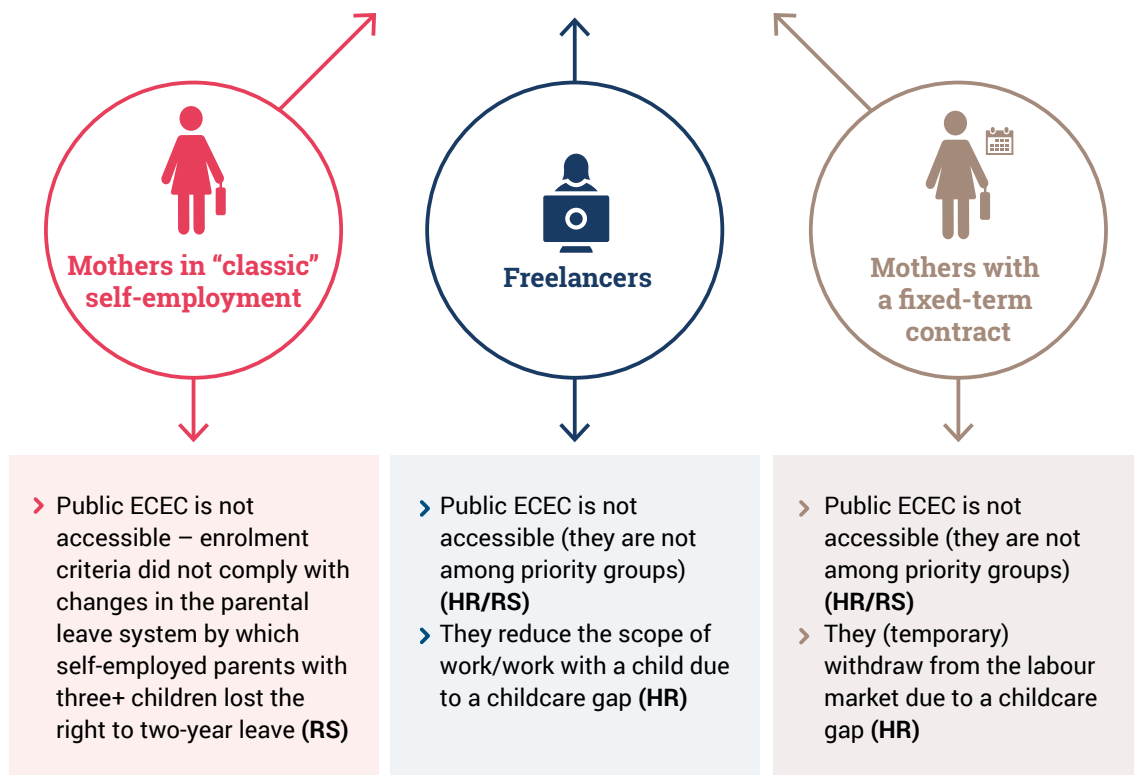 Mothers in “classic”
self-employment
Freelancers
Mothers with
a fixed-term
contract
Public ECEC is not
accessible – enrolment
criteria did not comply with
changes in the parental
leave system by which
self-employed parents with
three+ children lost the
right to two-year leave (RS)
Public ECEC is not
accessible (they are not
among priority groups)
(HR/RS)
They reduce the scope of
work/work with a child due
to a childcare gap (HR)
Public ECEC is not
accessible (they are not
among priority groups)
(HR/RS)
They (temporary)
withdraw from the labour
market due to a childcare
gap (HR)